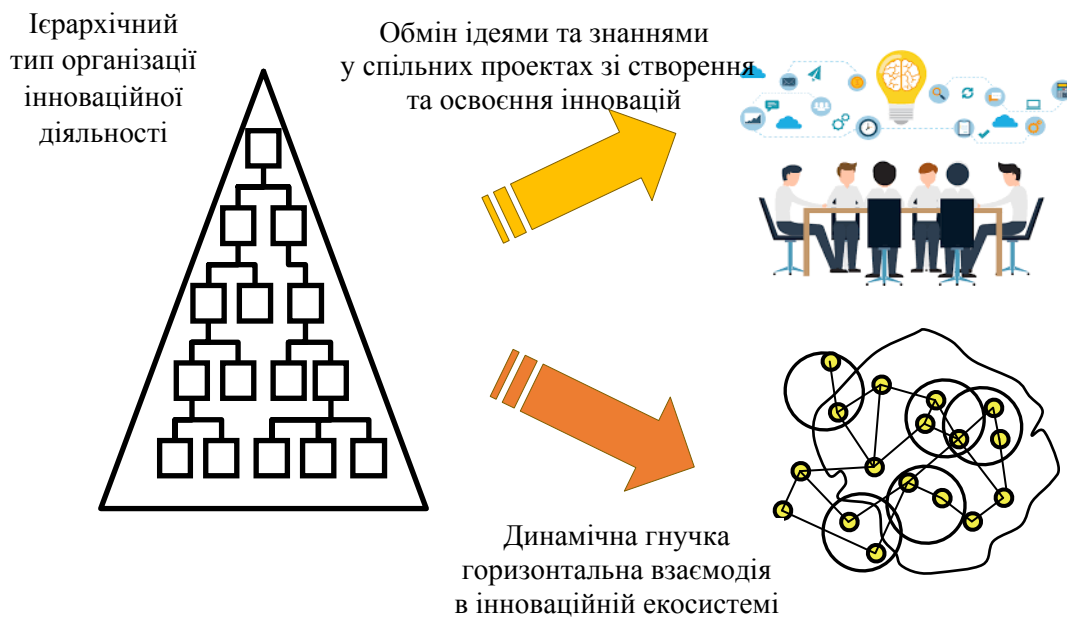 Ієрархічний
тип організації
інноваційної
діяльності
Обмін ідеями та знаннями
у спільних проектах зі створення
та освоєння інновацій
Динамічна гнучка
горизонтальна взаємодія
в інноваційній екосистемі